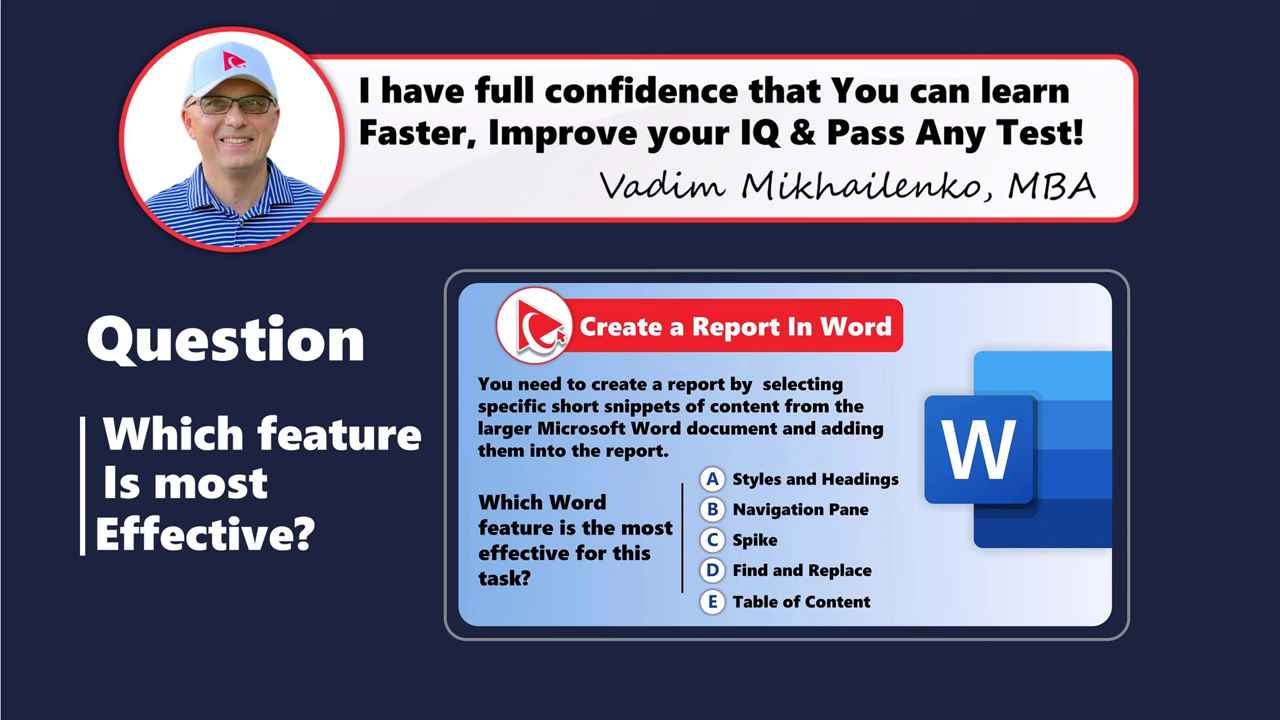 I have full confidence that You can learn
Faster, Improve your IQ & Pass Any Test!
Vadim Mikhailenko, MBA
Question
Which feature
Is most
Effective?
Create a Report In Word
You need to create a report by selecting
specific short snippets of content from the
larger Microsoft Word document and adding
them into the report.
Which Word
feature is the most
effective for this
task?
A Styles and Headings
B Navigation Pane
C Spike
D Find and Replace
E Table of Content
W